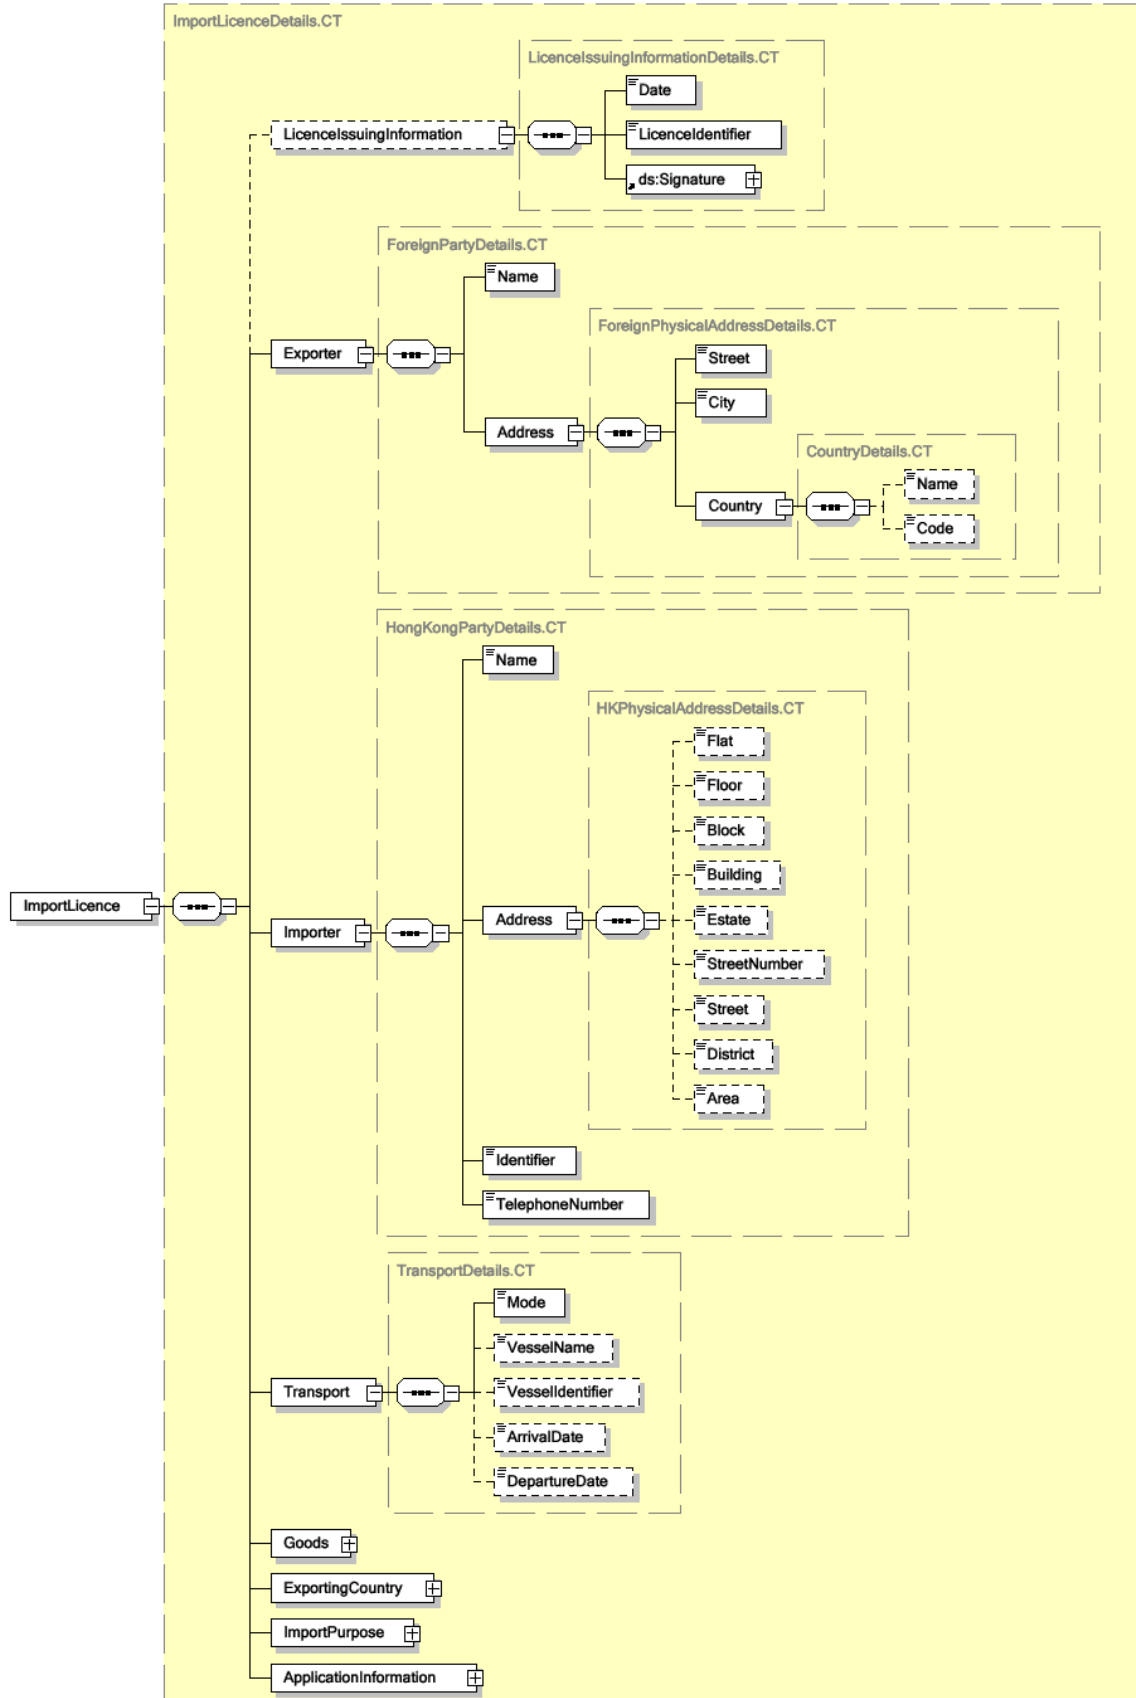 ImportLicenceDetails.CT
LicenceIssuingInformationDetails.CT
Date
LicenceIssuingInformation
LicenceIdentifier
ds:Signature
ForeignPartyDetails.CT
Name
ForeignPhysicalAddressDetails.CT
Exporter
Street
City
Address
CountryDetails.CT
Name
Country
Code
HongKongPartyDetails.CT
Name
HKPhysicalAddressDetails.CT
Flat
Floor
Block
Building
ImportLicence
Importer
Address
Estate
StreetNumber
Street
District
Area
Identifier
TelephoneNumber
TransportDetails.CT
Mode
VesselName
Transport
VesselIdentifier
ArrivalDate
DepartureDate
Goods
ExportingCountry
ImportPurpose
ApplicationInformation